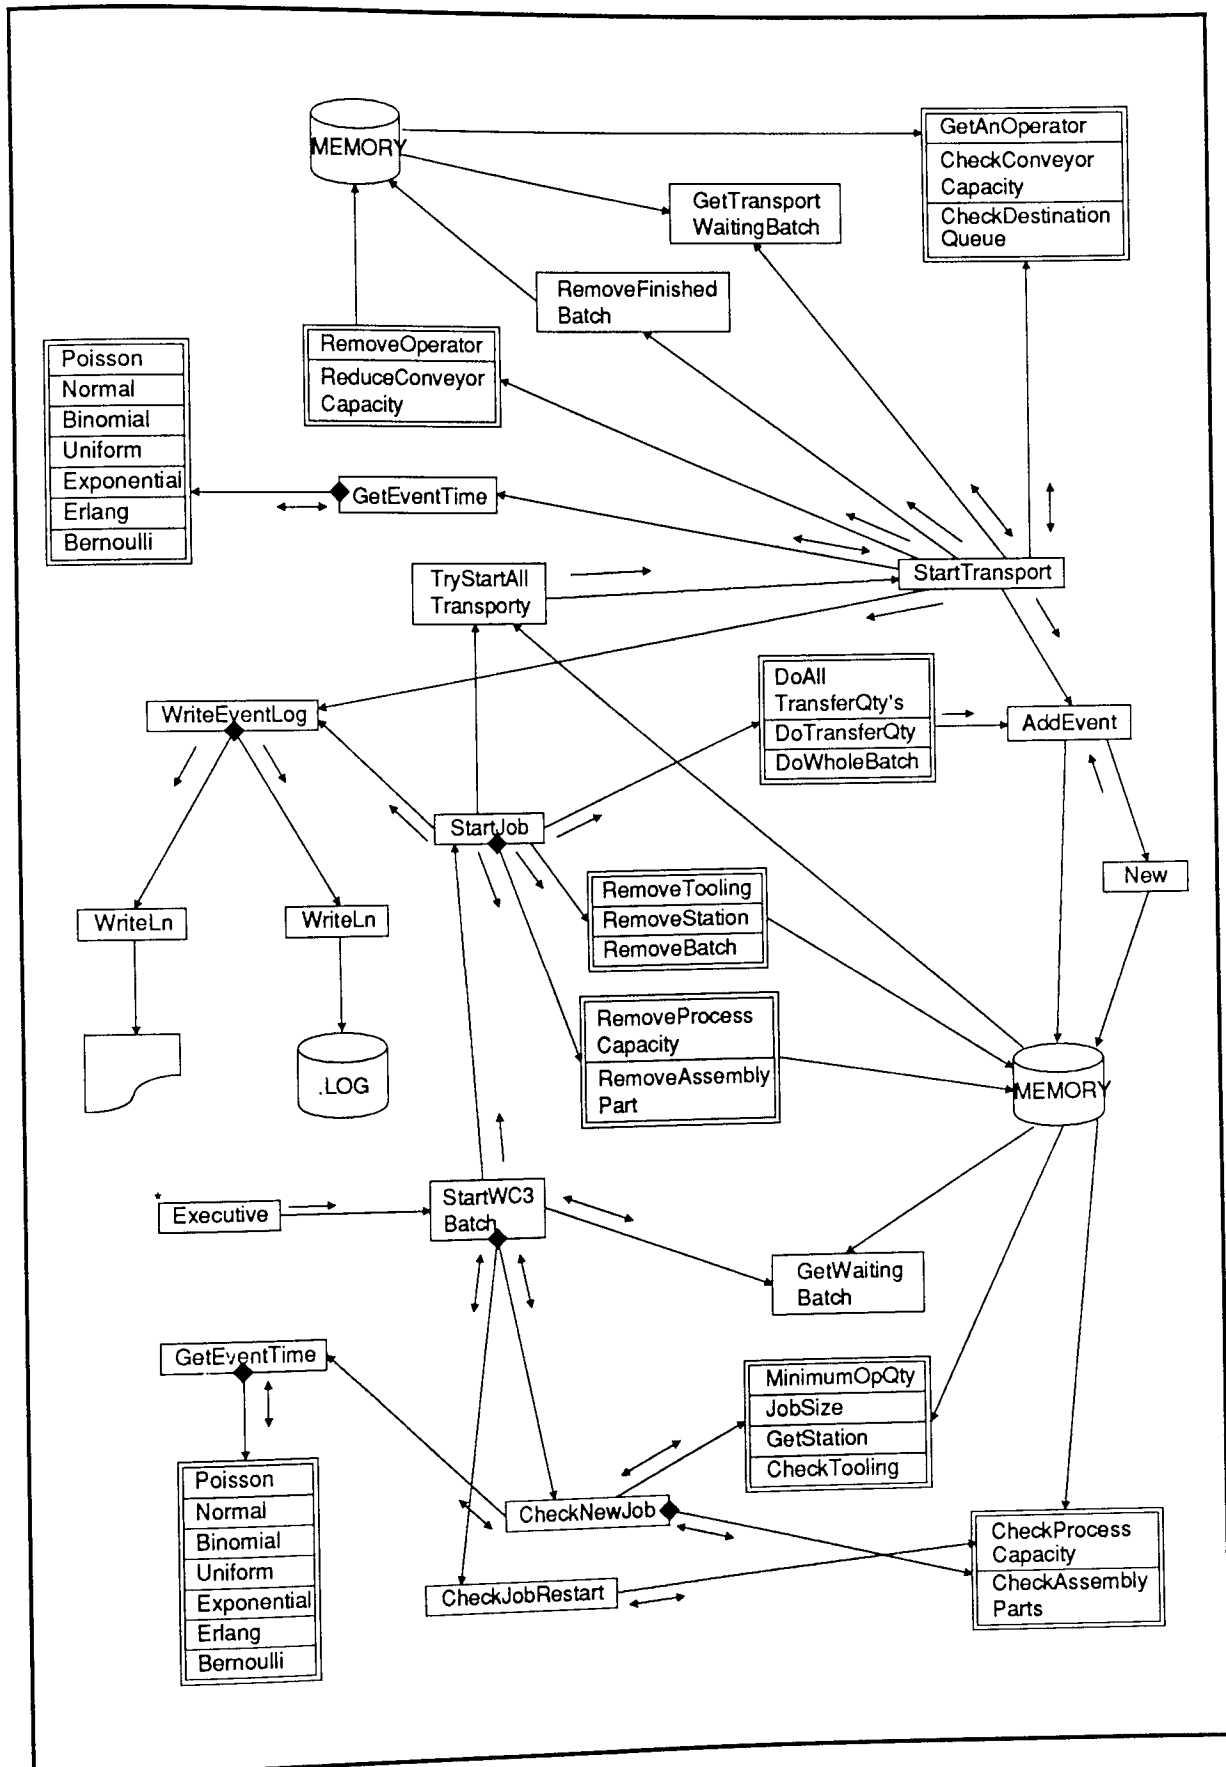 MEMORY
GetAnOperator
CheckConveyor
Capacity
CheckDestination
Queue
GetTransport
WaitingBatch
RemoveFinished
Batch
RemoveOperator
ReduceConveyor
Capacity
Poisson
Normal
Binomial
Uniform
Exponential
Erlang
Bernoulli
GetEventTime
TryStartAll
Transporty
StartTransport
DoAll
TransferQty's
DoTransferQty
DoWholeBatch
AddEvent
WriteEventLog
StartJob
New
RemoveTooling
RemoveStation
RemoveBatch
WriteLn
WriteLn
RemoveProcess
Capacity
RemoveAssembly
Part
.LOG
MEMORY
* 
Executive
StartWC3
Batch
GetWaiting
Batch
GetEventTime
MinimumOpQty
JobSize
GetStation
CheckTooling
Poisson
Normal
Binomial
Uniform
Exponential
Erlang
Bernoulli
CheckNewJob
CheckProcess
Capacity
CheckAssembly
Parts
CheckJobRestart